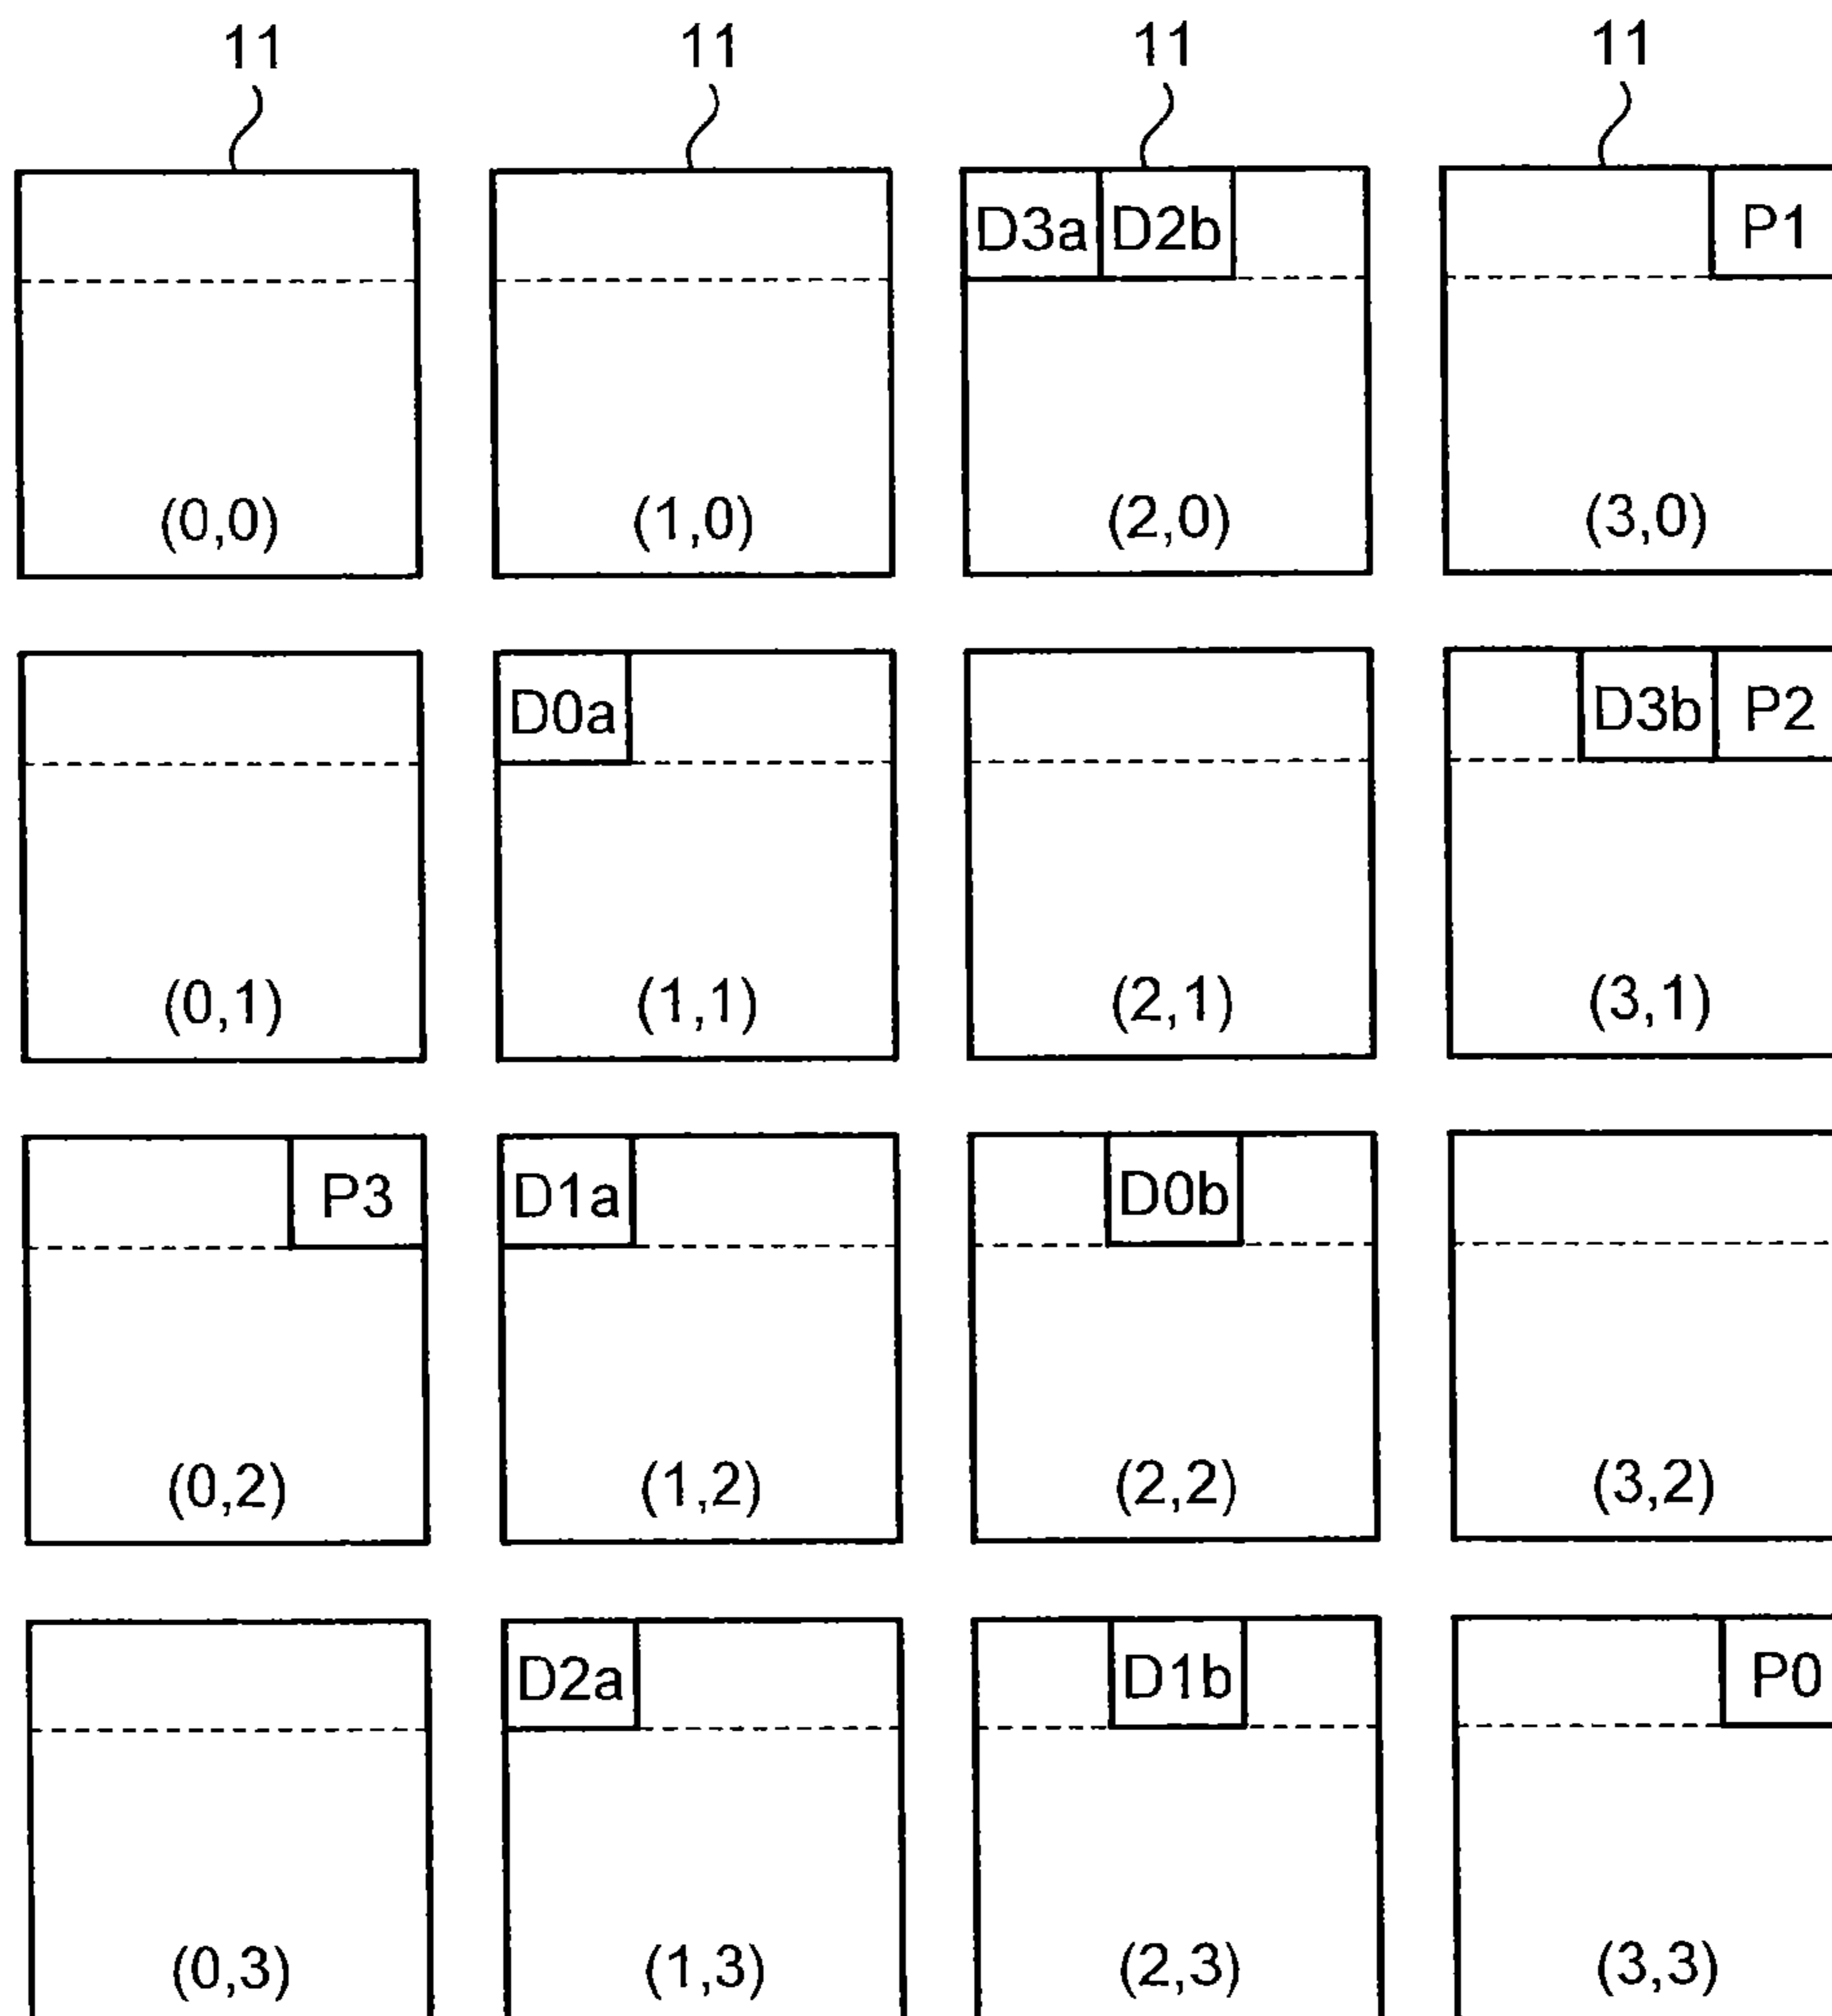 11 11 11 11
D3a D2b P1
(0,0) (1,0) (2,0) (3,0)
D0a D3b P2
(0,1) (1,1) (2,1) (3,1)
P3 D1a D0b
(0,2) (1,2) (2,2) (3,2)
D2a D1b P0
(0,3) (1,3) (2,3) (3,3)